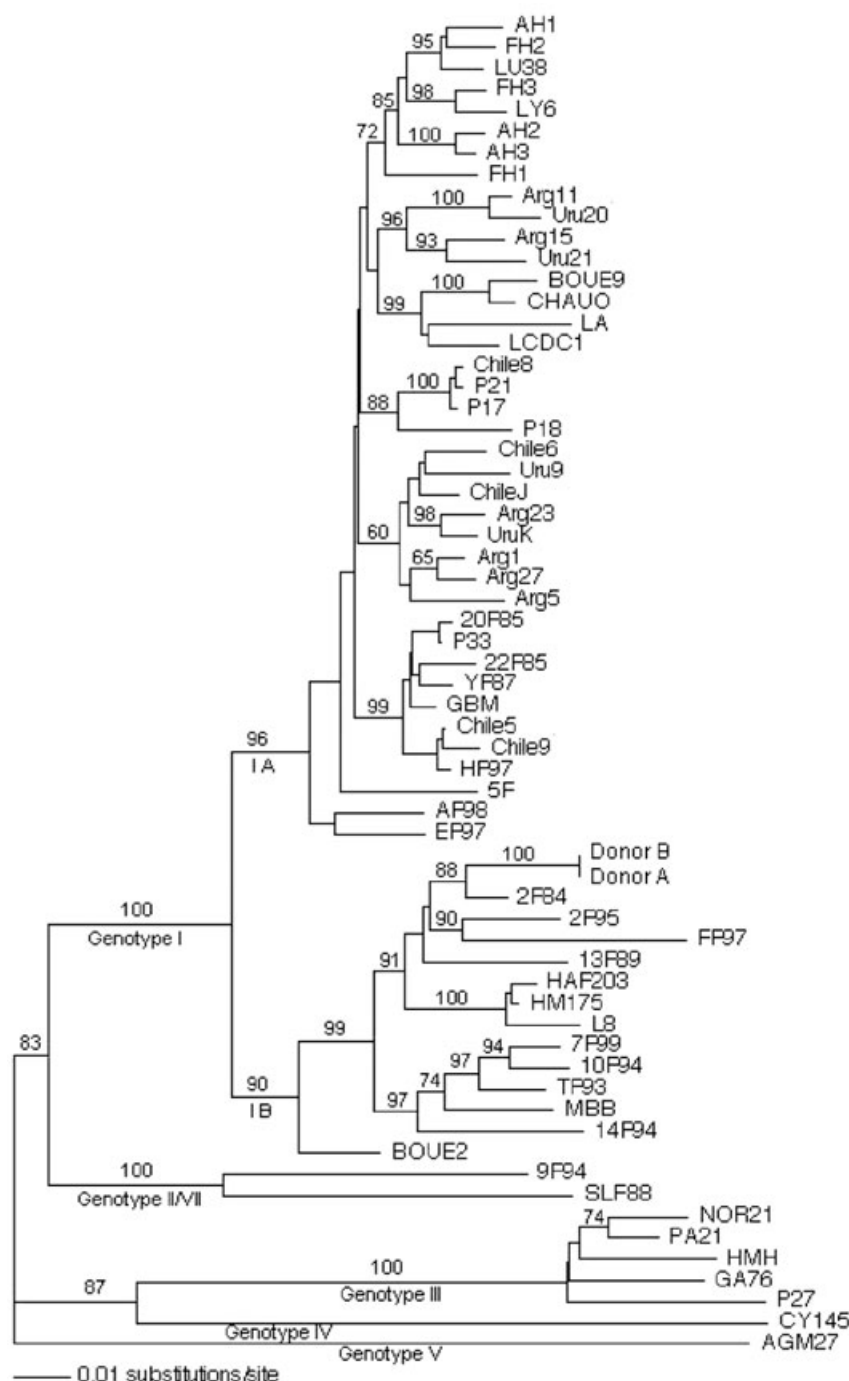 AH1
95
FH2
LU38
FH3
85
98
LY6
72
AH2
100
AH3
FH1
100
Arg11
96
Uru20
93
Arg15
Uru21
100
BOUE9
99
CHAUO
LA
LCDC1
Chile8
100
P21
88
P17
P18
Chile6
Uru9
ChileJ
98
Arg23
60
UruK
65
Arg1
Arg27
Arg5
20F85
P33
22F85
YF87
99
GBM
Chile5
96
Chile9
I A
HF97
5F
AF98
EF97
100
Donor B
88
Donor A
2F84
100
90
2F95
Genotype I
FF97
91
13F89
HAF203
100
HM175
L8
99
83
94
7F99
97
10F94
90
74
TF93
I B
97
MBB
14F94
BOUE2
100
9F94
Genotype II/VII
SLF88
74
NOR21
PA21
100
HMH
87
GA76
Genotype III
P27
CY145
Genotype IV
AGM27
Genotype V
0.01 substitutions/site